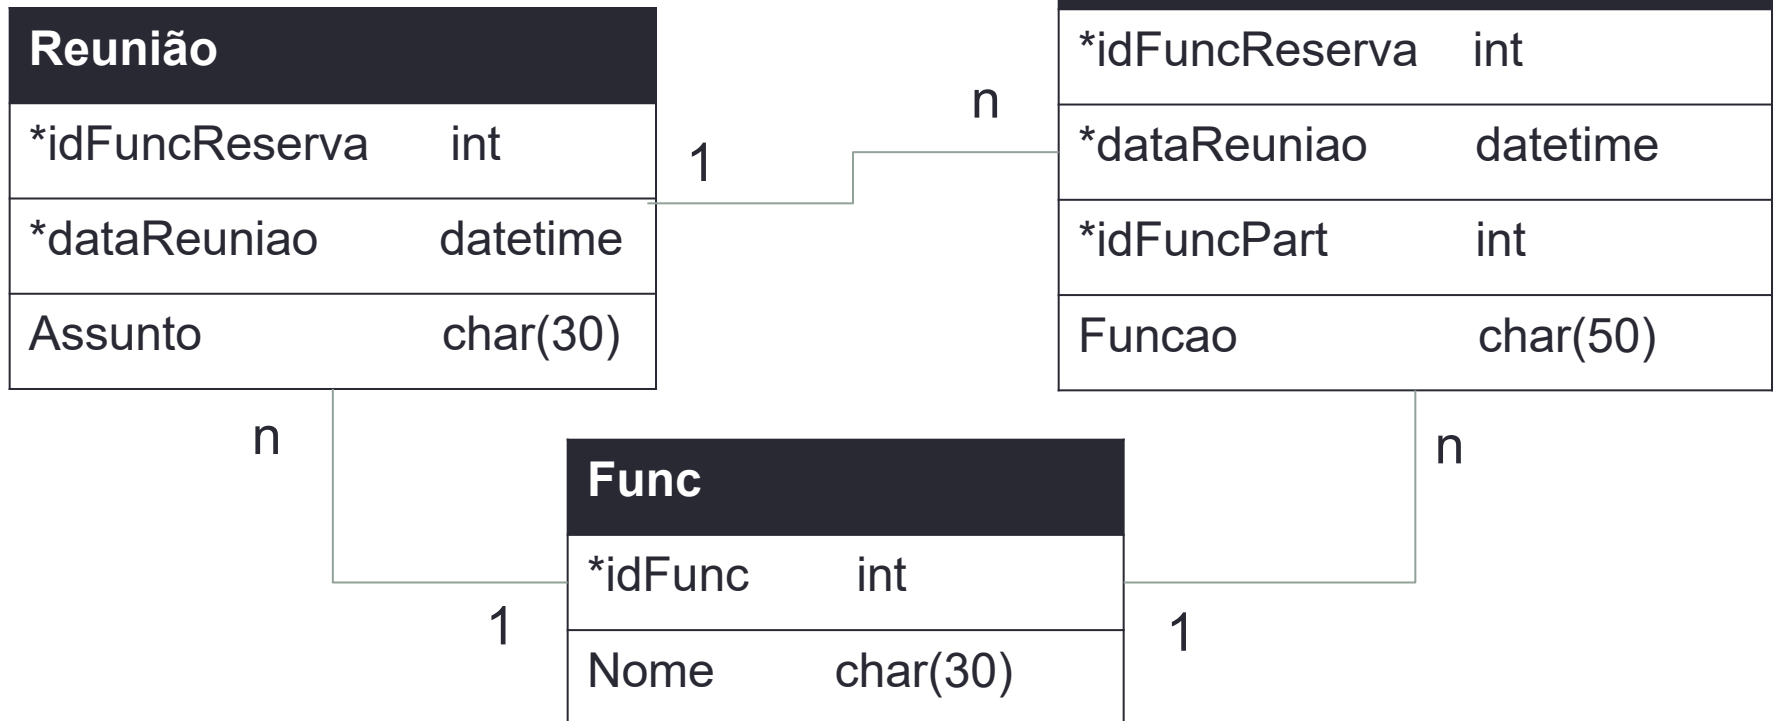 Reunião
*idFuncReserva int
*dataReuniao datetime
Assunto char(30)
*idFuncReserva int
*dataReuniao datetime
*idFuncPart int
Funcao char(50)
1
n
n
n
Func
*idFunc int
Nome char(30)
1
1